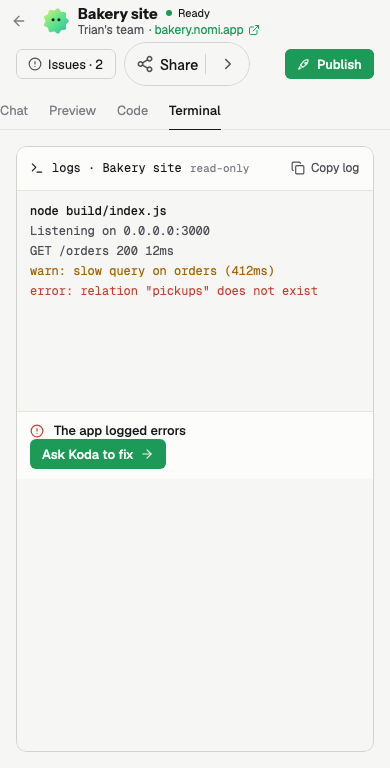 Bakery site Ready
Trian's team · bakery.nomi.app
Issues · 2 Share Publish
Chat Preview Code Terminal
logs · Bakery site read-only Copy log
node build/index.js
Listening on 0.0.0.0:3000
GET /orders 200 12ms
warn: slow query on orders (412ms)
error: relation "pickups" does not exist
The app logged errors
Ask Koda to fix